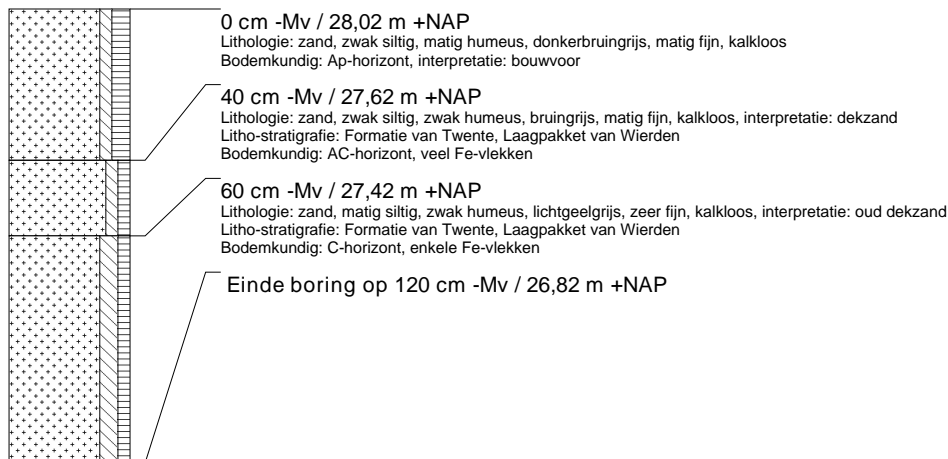 0 cm -Mv / 28,02 m +NAP
Lithologie: zand, zwak siltig, matig humeus, donkerbruingrijs, matig fijn, kalkloos
Bodemkundig: Ap-horizont, interpretatie: bouwvoor
40 cm -Mv / 27,62 m +NAP
Lithologie: zand, zwak siltig, zwak humeus, bruingrijs, matig fijn, kalkloos, interpretatie: dekzand
Litho-stratigrafie: Formatie van Twente, Laagpakket van Wierden
Bodemkundig: AC-horizont, veel Fe-vlekken
60 cm -Mv / 27,42 m +NAP
Lithologie: zand, matig siltig, zwak humeus, lichtgeelgrijs, zeer fijn, kalkloos, interpretatie: oud dekzand
Litho-stratigrafie: Formatie van Twente, Laagpakket van Wierden
Bodemkundig: C-horizont, enkele Fe-vlekken
Einde boring op 120 cm -Mv / 26,82 m +NAP